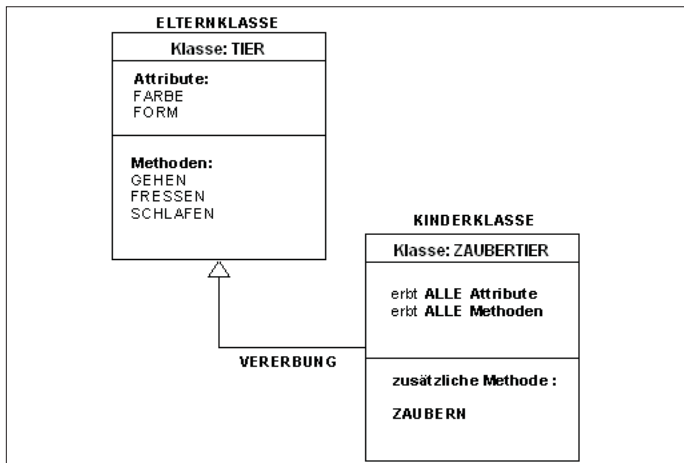 ELTERNKLASSE
Klasse: TIER
Attribute:
FARBE
FORM
Methoden:
GEHEN
FRESSEN
SCHLAFEN
KINDERKLASSE
Klasse: ZAUBERTIER
erbt ALLE Attribute
erbt ALLE Methoden
VERERBUNG
zusätzliche Methode :
ZAUBERN